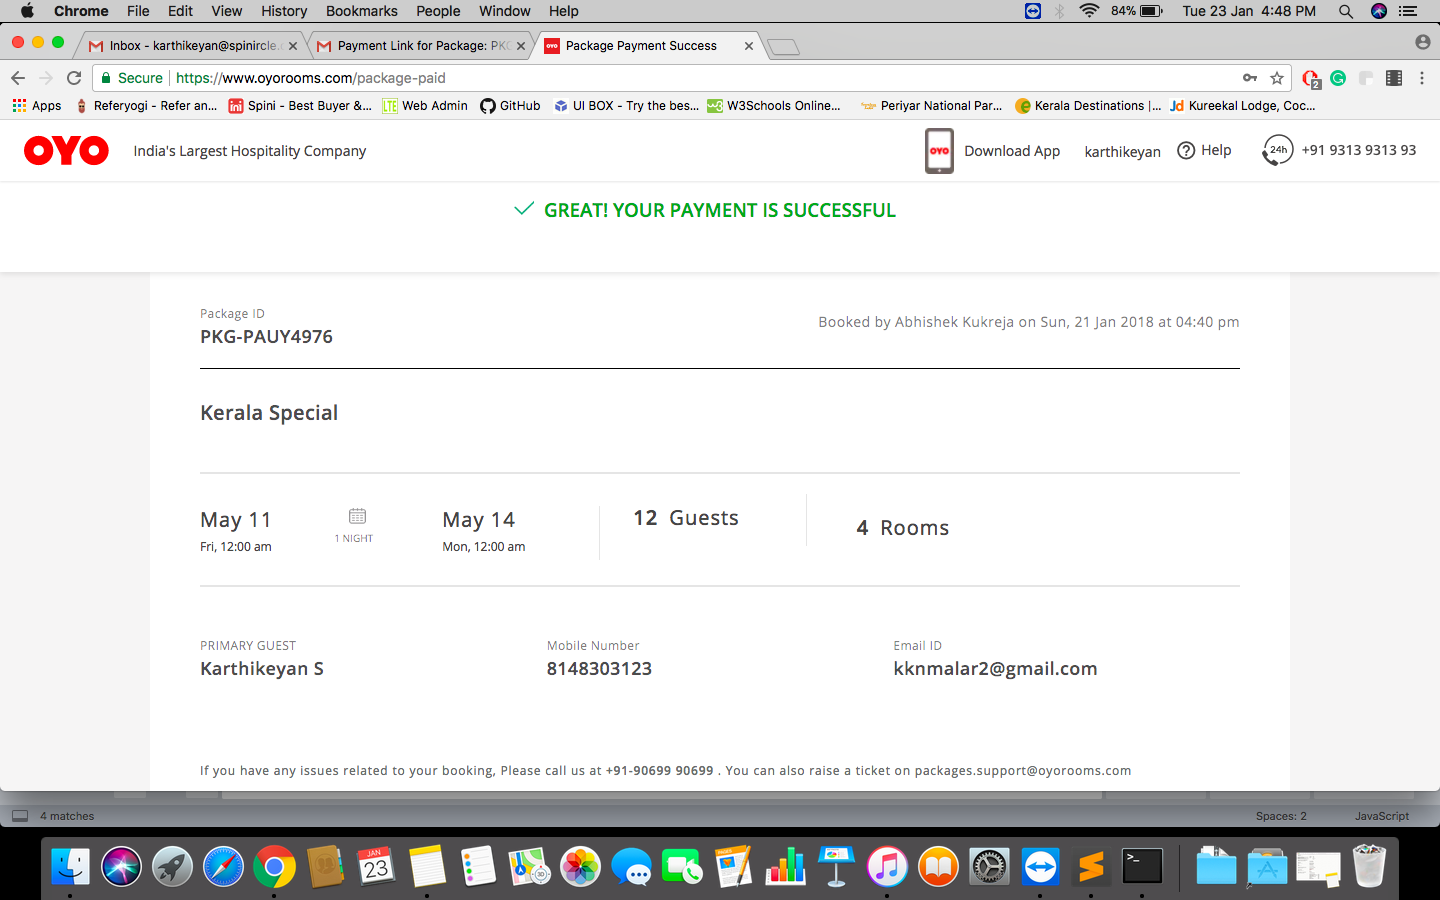 Chrome File Edit View History Bookmarks People Window Help 84% Tue 23 Jan 4:48 PM
Inbox - karthikeyan@spinircle. Payment Link for Package: PKG Package Payment Success
Secure https://www.oyorooms.com/package-paid 2
Apps Referyogi - Refer an... Spini - Best Buyer &... Web Admin GitHub UI BOX - Try the bes... W3Schools Online... Periyar National Par... Kerala Destinations |... Kureekal Lodge, Coc...
OYO India's Largest Hospitality Company OYO Download App karthikeyan Help 24h +91 9313 9313 93
GREAT! YOUR PAYMENT IS SUCCESSFUL
Package ID
PKG-PAUY4976
Booked by Abhishek Kukreja on Sun, 21 Jan 2018 at 04:40 pm
Kerala Special
May 11 May 14 12 Guests 4 Rooms
1 NIGHT
Fri, 12:00 am Mon, 12:00 am
PRIMARY GUEST Mobile Number Email ID
Karthikeyan S 8148303123 kknmalar2@gmail.com
If you have any issues related to your booking, Please call us at +91-90699 90699 . You can also raise a ticket on packages.support@oyorooms.com
4 matches Spaces: 2 JavaScript
JAN
23